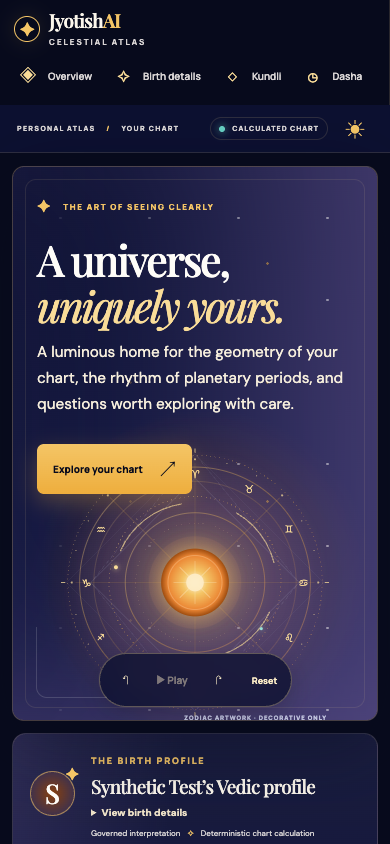 JyotishAI
CELESTIAL ATLAS
Overview
Birth details
Kundli
Dasha
PERSONAL ATLAS / YOUR CHART
CALCULATED CHART
THE ART OF SEEING CLEARLY
A universe,
uniquely yours.
A luminous home for the geometry of your
chart, the rhythm of planetary periods, and
questions worth exploring with care.
Explore your chart
♈
♉
♒
♊
♑
♋
♐
♌
Play
Reset
ZODIAC ARTWORK · DECORATIVE ONLY
THE BIRTH PROFILE
S
Synthetic Test's Vedic profile
View birth details
Governed interpretation
Deterministic chart calculation